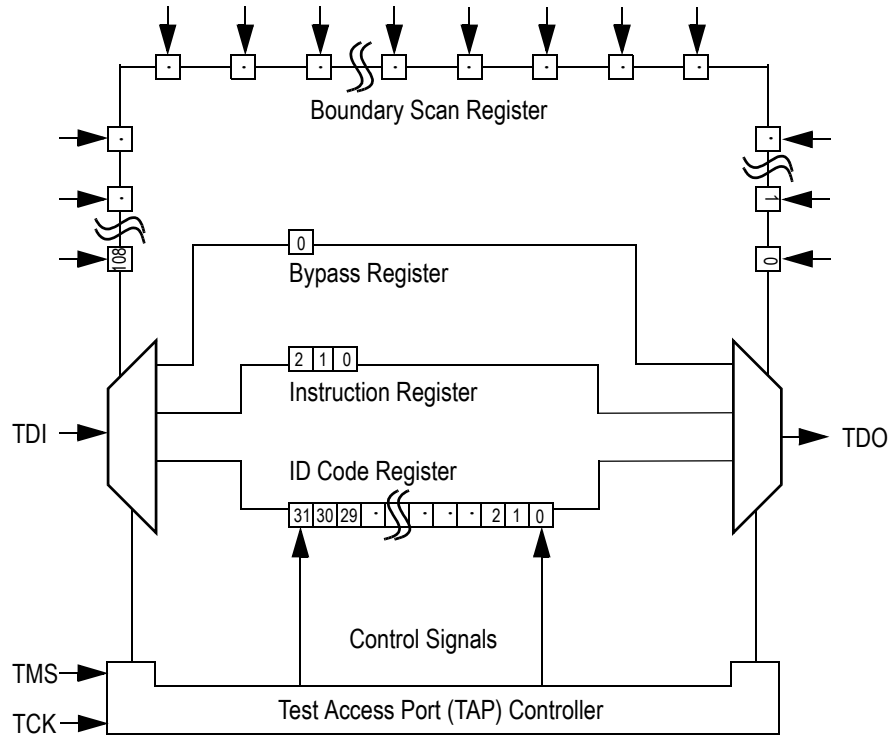 · · · · · · · ·
Boundary Scan Register
· ·
· 1
108 0
0
Bypass Register
2 1 0
Instruction Register
TDI TDO
ID Code Register
31 30 29 · · · · 2 1 0
Control Signals
TMS
Test Access Port (TAP) Controller
TCK